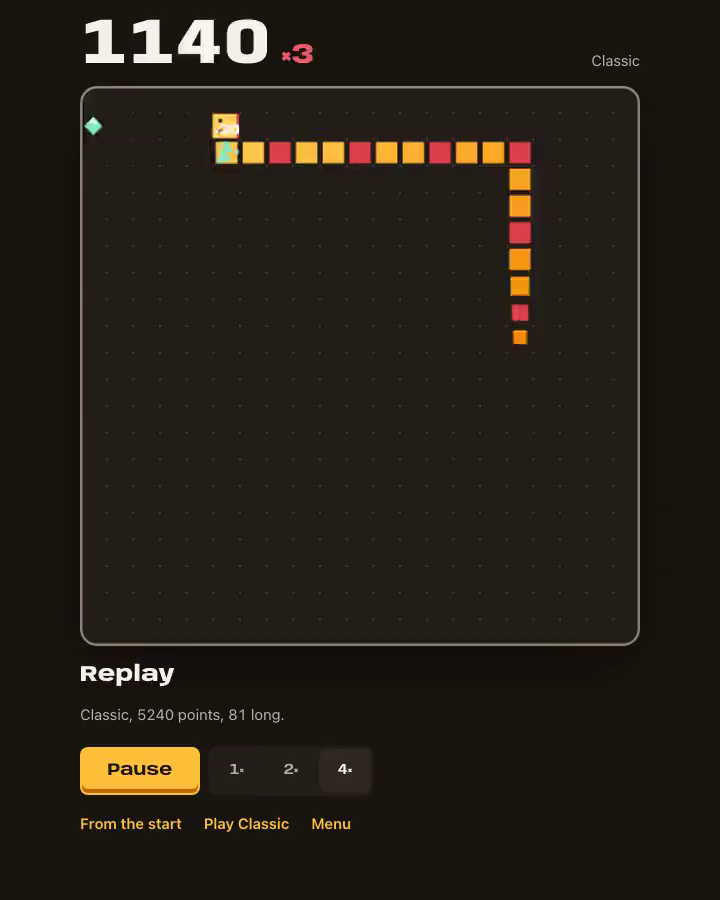 1140 ×3
Classic
Replay
Classic, 5240 points, 81 long.
Pause 1× 2× 4×
From the start Play Classic Menu